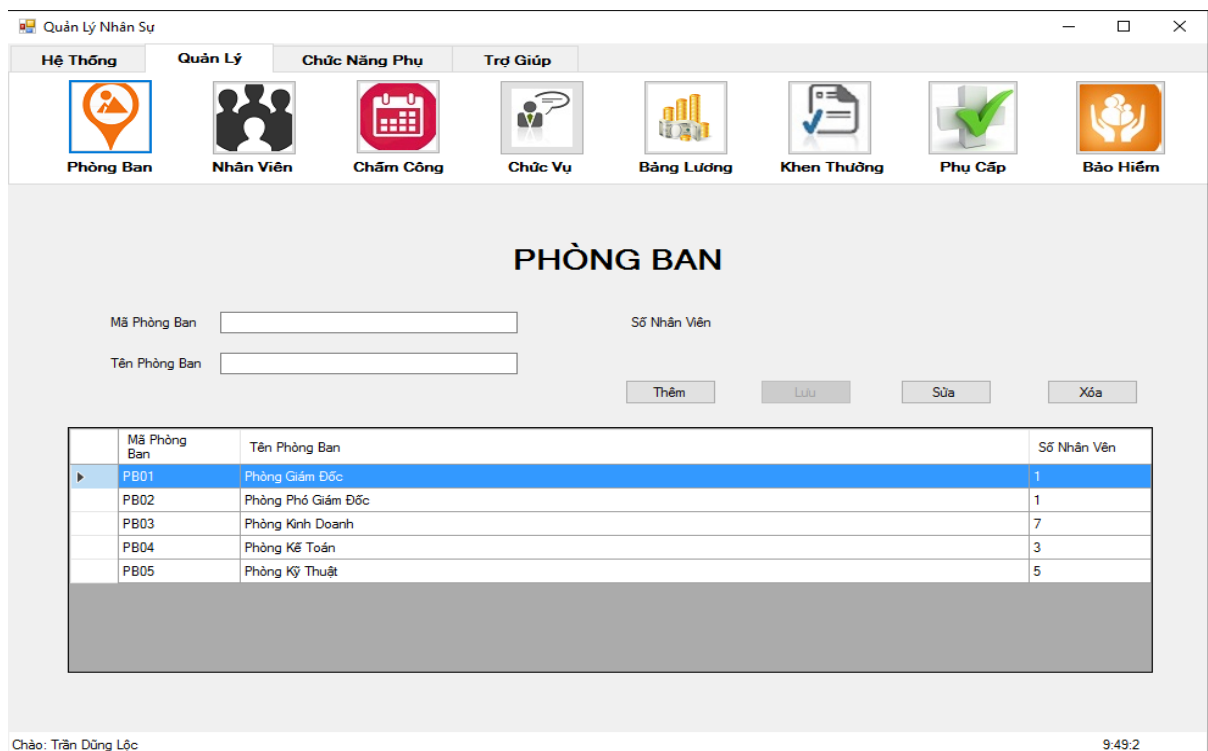 Quản Lý Nhân Sự
Hệ Thống Quản Lý Chức Năng Phụ Trợ Giúp
Phòng Ban Nhân Viên Chấm Công Chức Vụ Bảng Lương Khen Thưởng Phụ Cấp Bảo Hiểm
PHÒNG BAN
Mã Phòng Ban Số Nhân Viên
Tên Phòng Ban
Thêm Lưu Sửa Xóa
Mã Phòng Ban Tên Phòng Ban Số Nhân Vên
PB01 Phòng Giám Đốc 1
PB02 Phòng Phó Giám Đốc 1
PB03 Phòng Kinh Doanh 7
PB04 Phòng Kế Toán 3
PB05 Phòng Kỹ Thuật 5
Chào: Trần Dũng Lộc 9:49:2